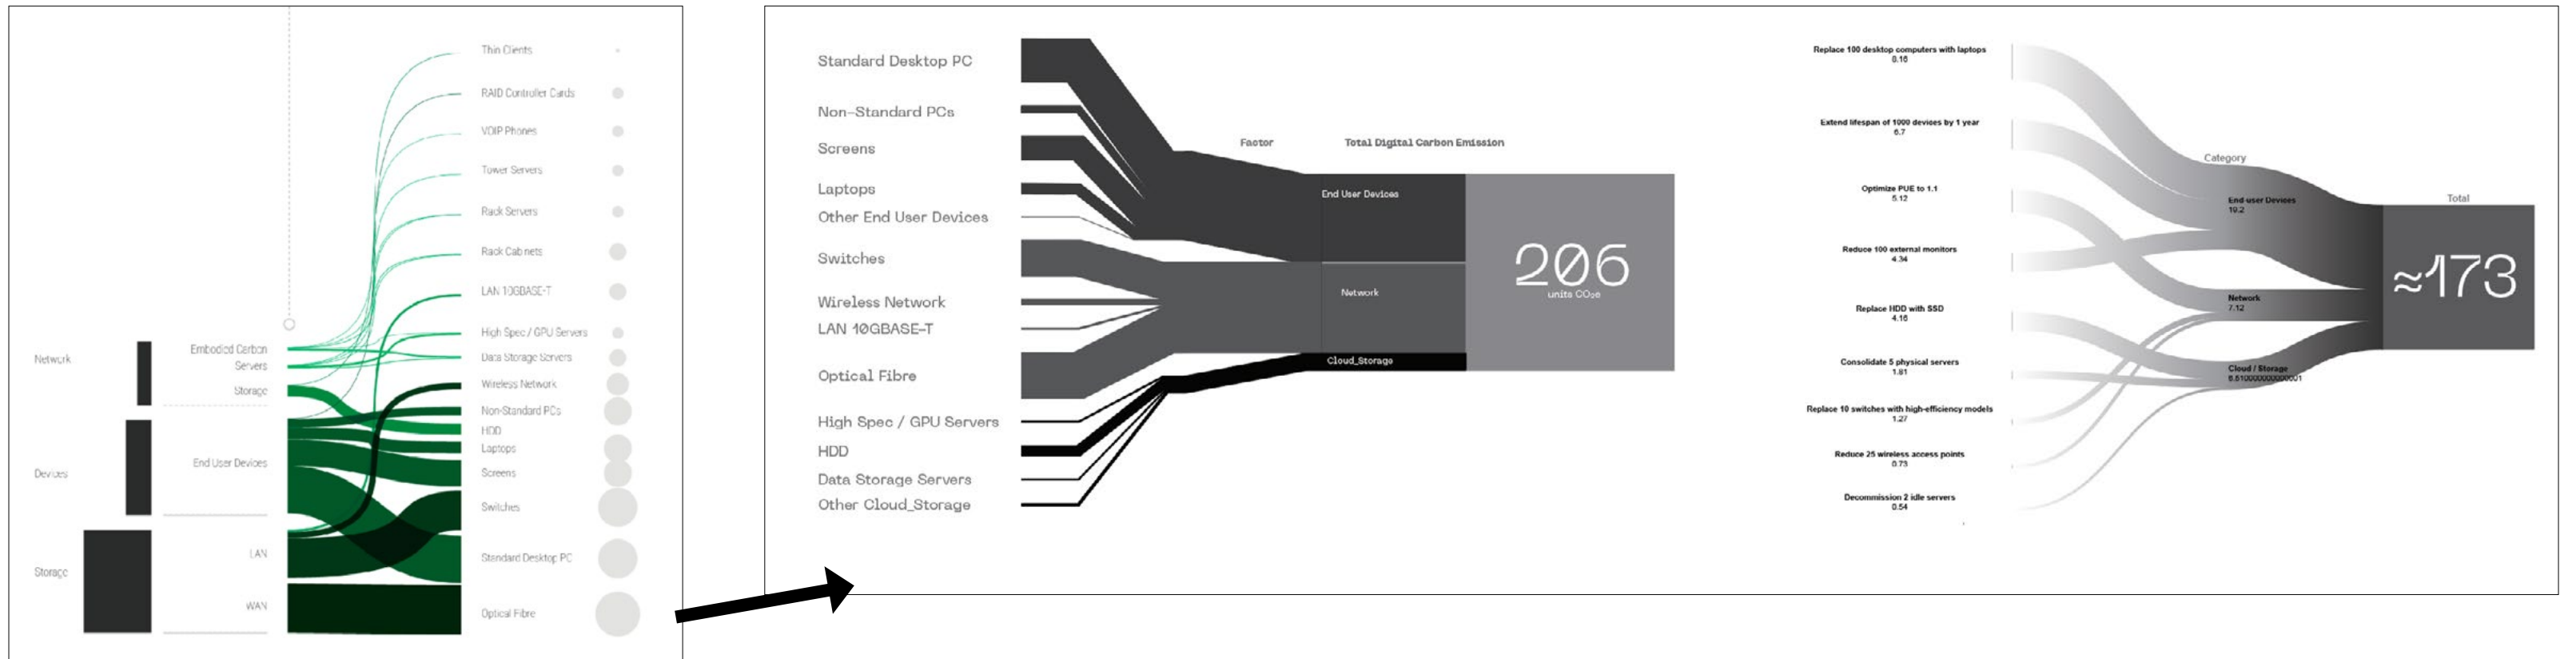 Thin Clients
RAID Controller Cards
VOIP Phones
Tower Servers
Rack Servers
Rack Cabinets
LAN 10GBASE-T
High Spec / GPU Servers
Data Storage Servers
Wireless Network
Non-Standard PCs
HDD
Laptops
Screens
Switches
Standard Desktop PC
Optical Fibre
Network
Devices
Storage
Embodied Carbon
Servers
Storage
End User Devices
LAN
WAN
Standard Desktop PC
Non-Standard PCs
Screens
Laptops
Other End User Devices
Switches
Wireless Network
LAN 10GBASE-T
Optical Fibre
High Spec / GPU Servers
HDD
Data Storage Servers
Other Cloud_Storage
Factor
Total Digital Carbon Emission
End User Devices
Network
Cloud_Storage
206
units CO₂e
Replace 100 desktop computers with laptops
8.16
Extend lifespan of 1000 devices by 1 year
6.7
Optimize PUE to 1.1
5.12
Reduce 100 external monitors
4.34
Replace HDD with SSD
4.16
Consolidate 5 physical servers
1.81
Replace 10 switches with high-efficiency models
1.27
Reduce 25 wireless access points
0.73
Decommission 2 idle servers
0.54
Category
End-user Devices
19.2
Network
7.12
Cloud / Storage
6.510000000000001
Total
≈173